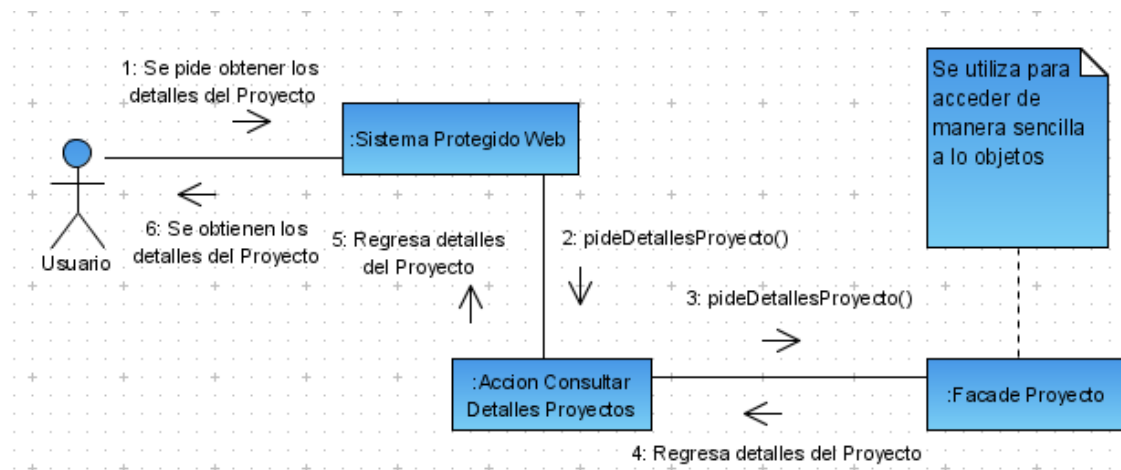 1: Se pide obtener los
detalles del Proyecto
:Sistema Protegido Web
Se utiliza para
acceder de
manera sencilla
a lo objetos
6: Se obtienen los
detalles del Proyecto
Usuario
5: Regresa detalles
del Proyecto
2: pideDetallesProyecto()
3: pideDetallesProyecto()
:Accion Consultar
Detalles Proyectos
:Facade Proyecto
4: Regresa detalles del Proyecto